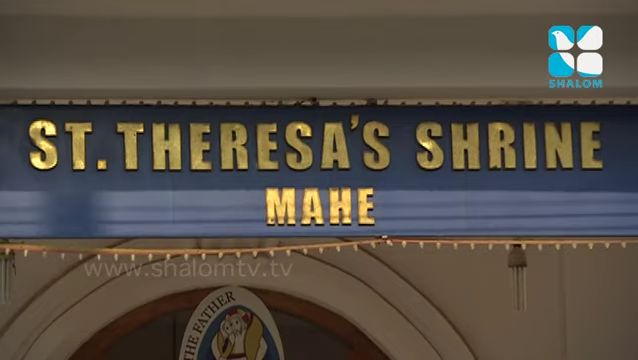 SHALOM
ST. THERESA'S SHRINE
MAHE
www.shalomtv.tv
THE FATHER